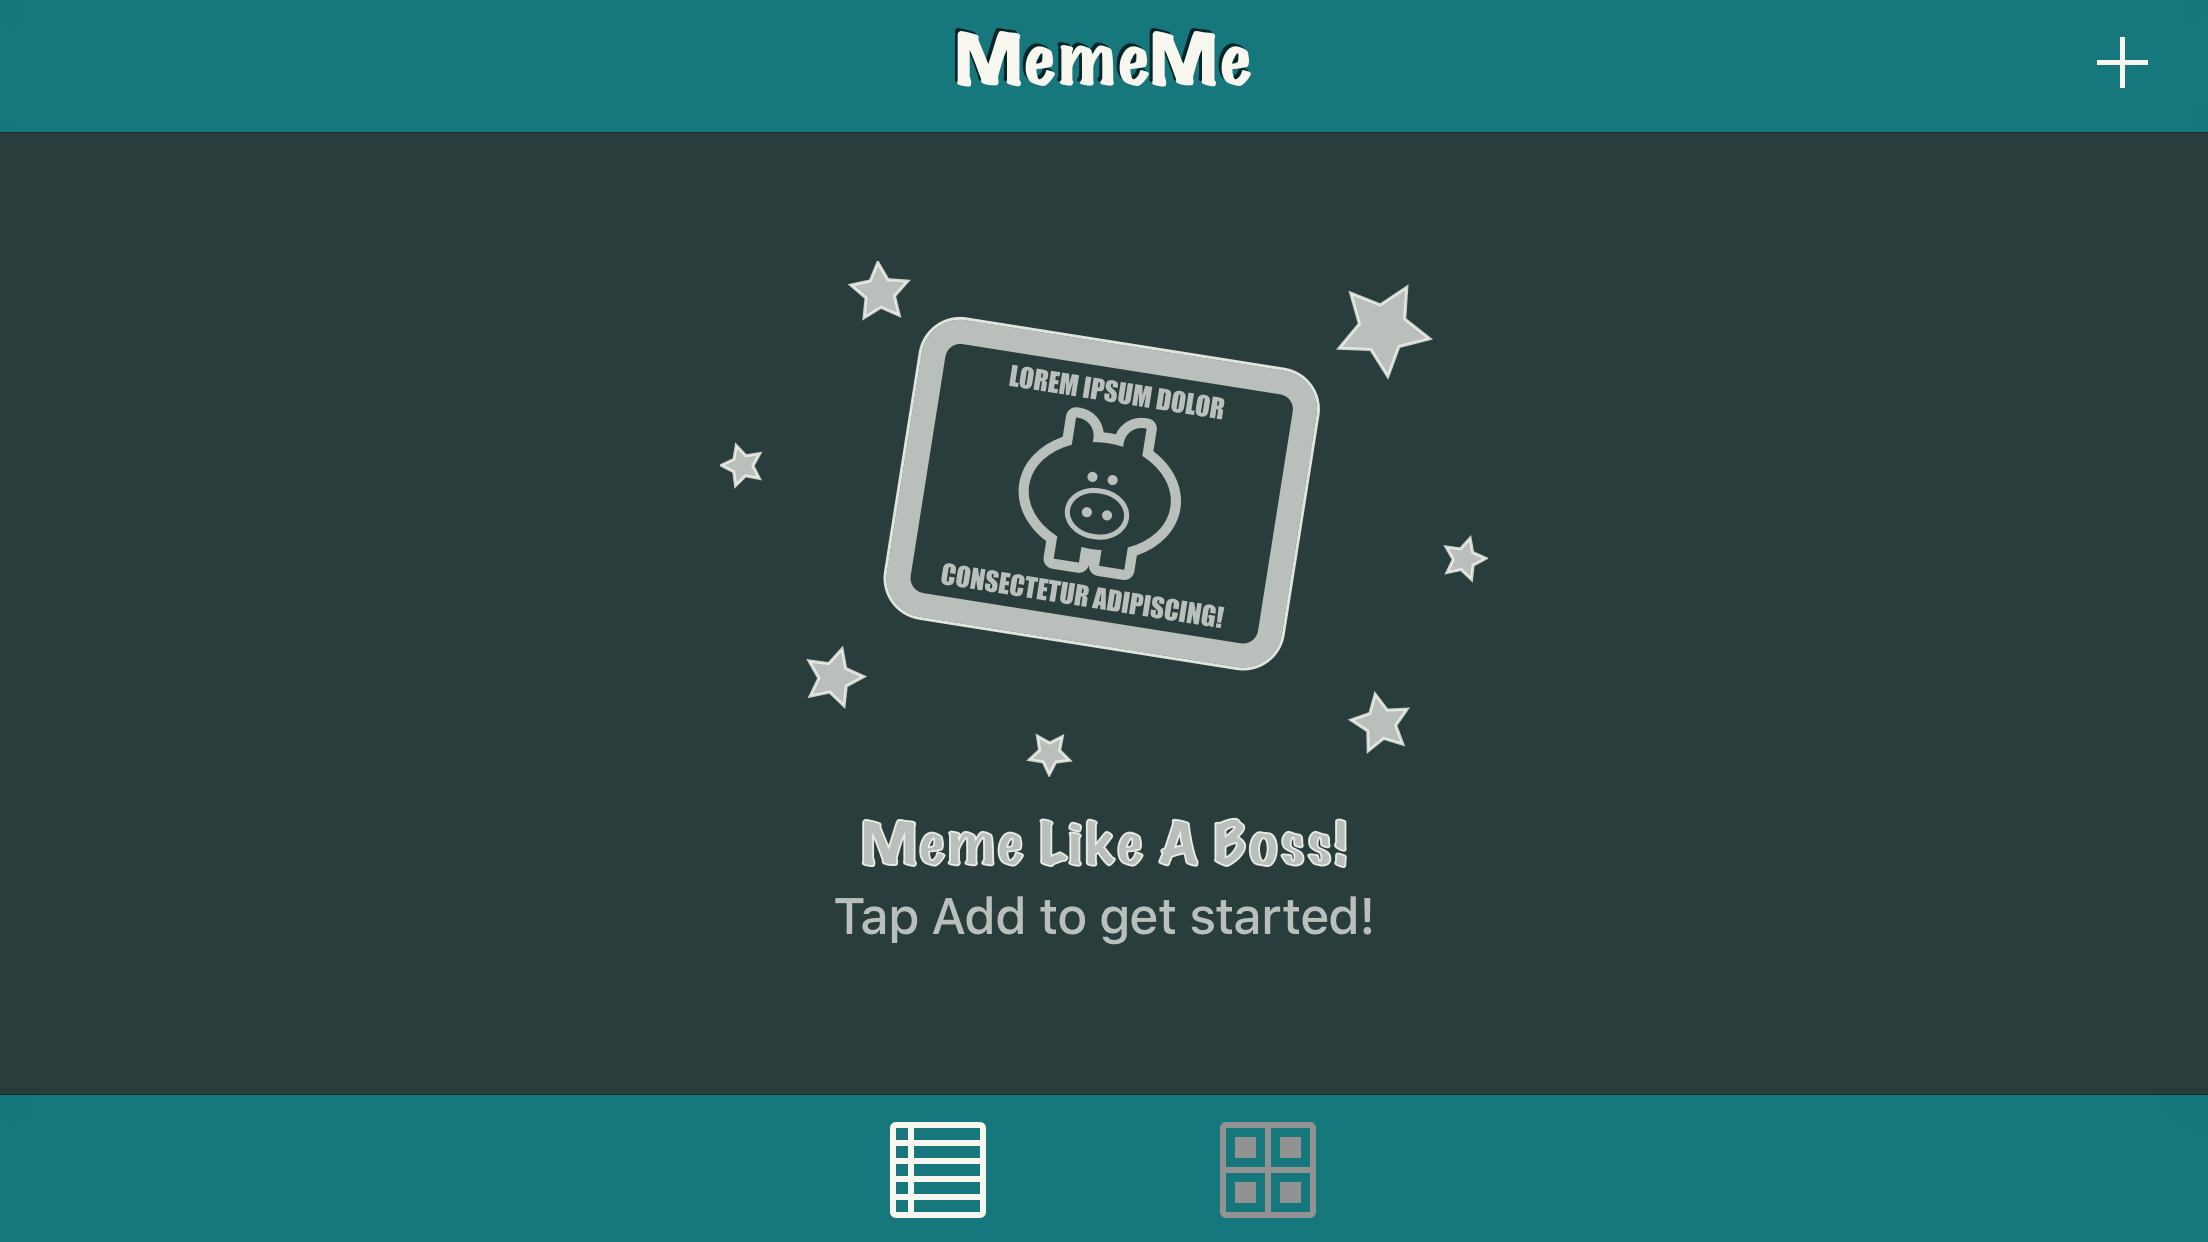 MemeMe
LOREM IPSUM DOLOR
CONSECTETUR ADIPISCING!
Meme Like A Boss!
Tap Add to get started!